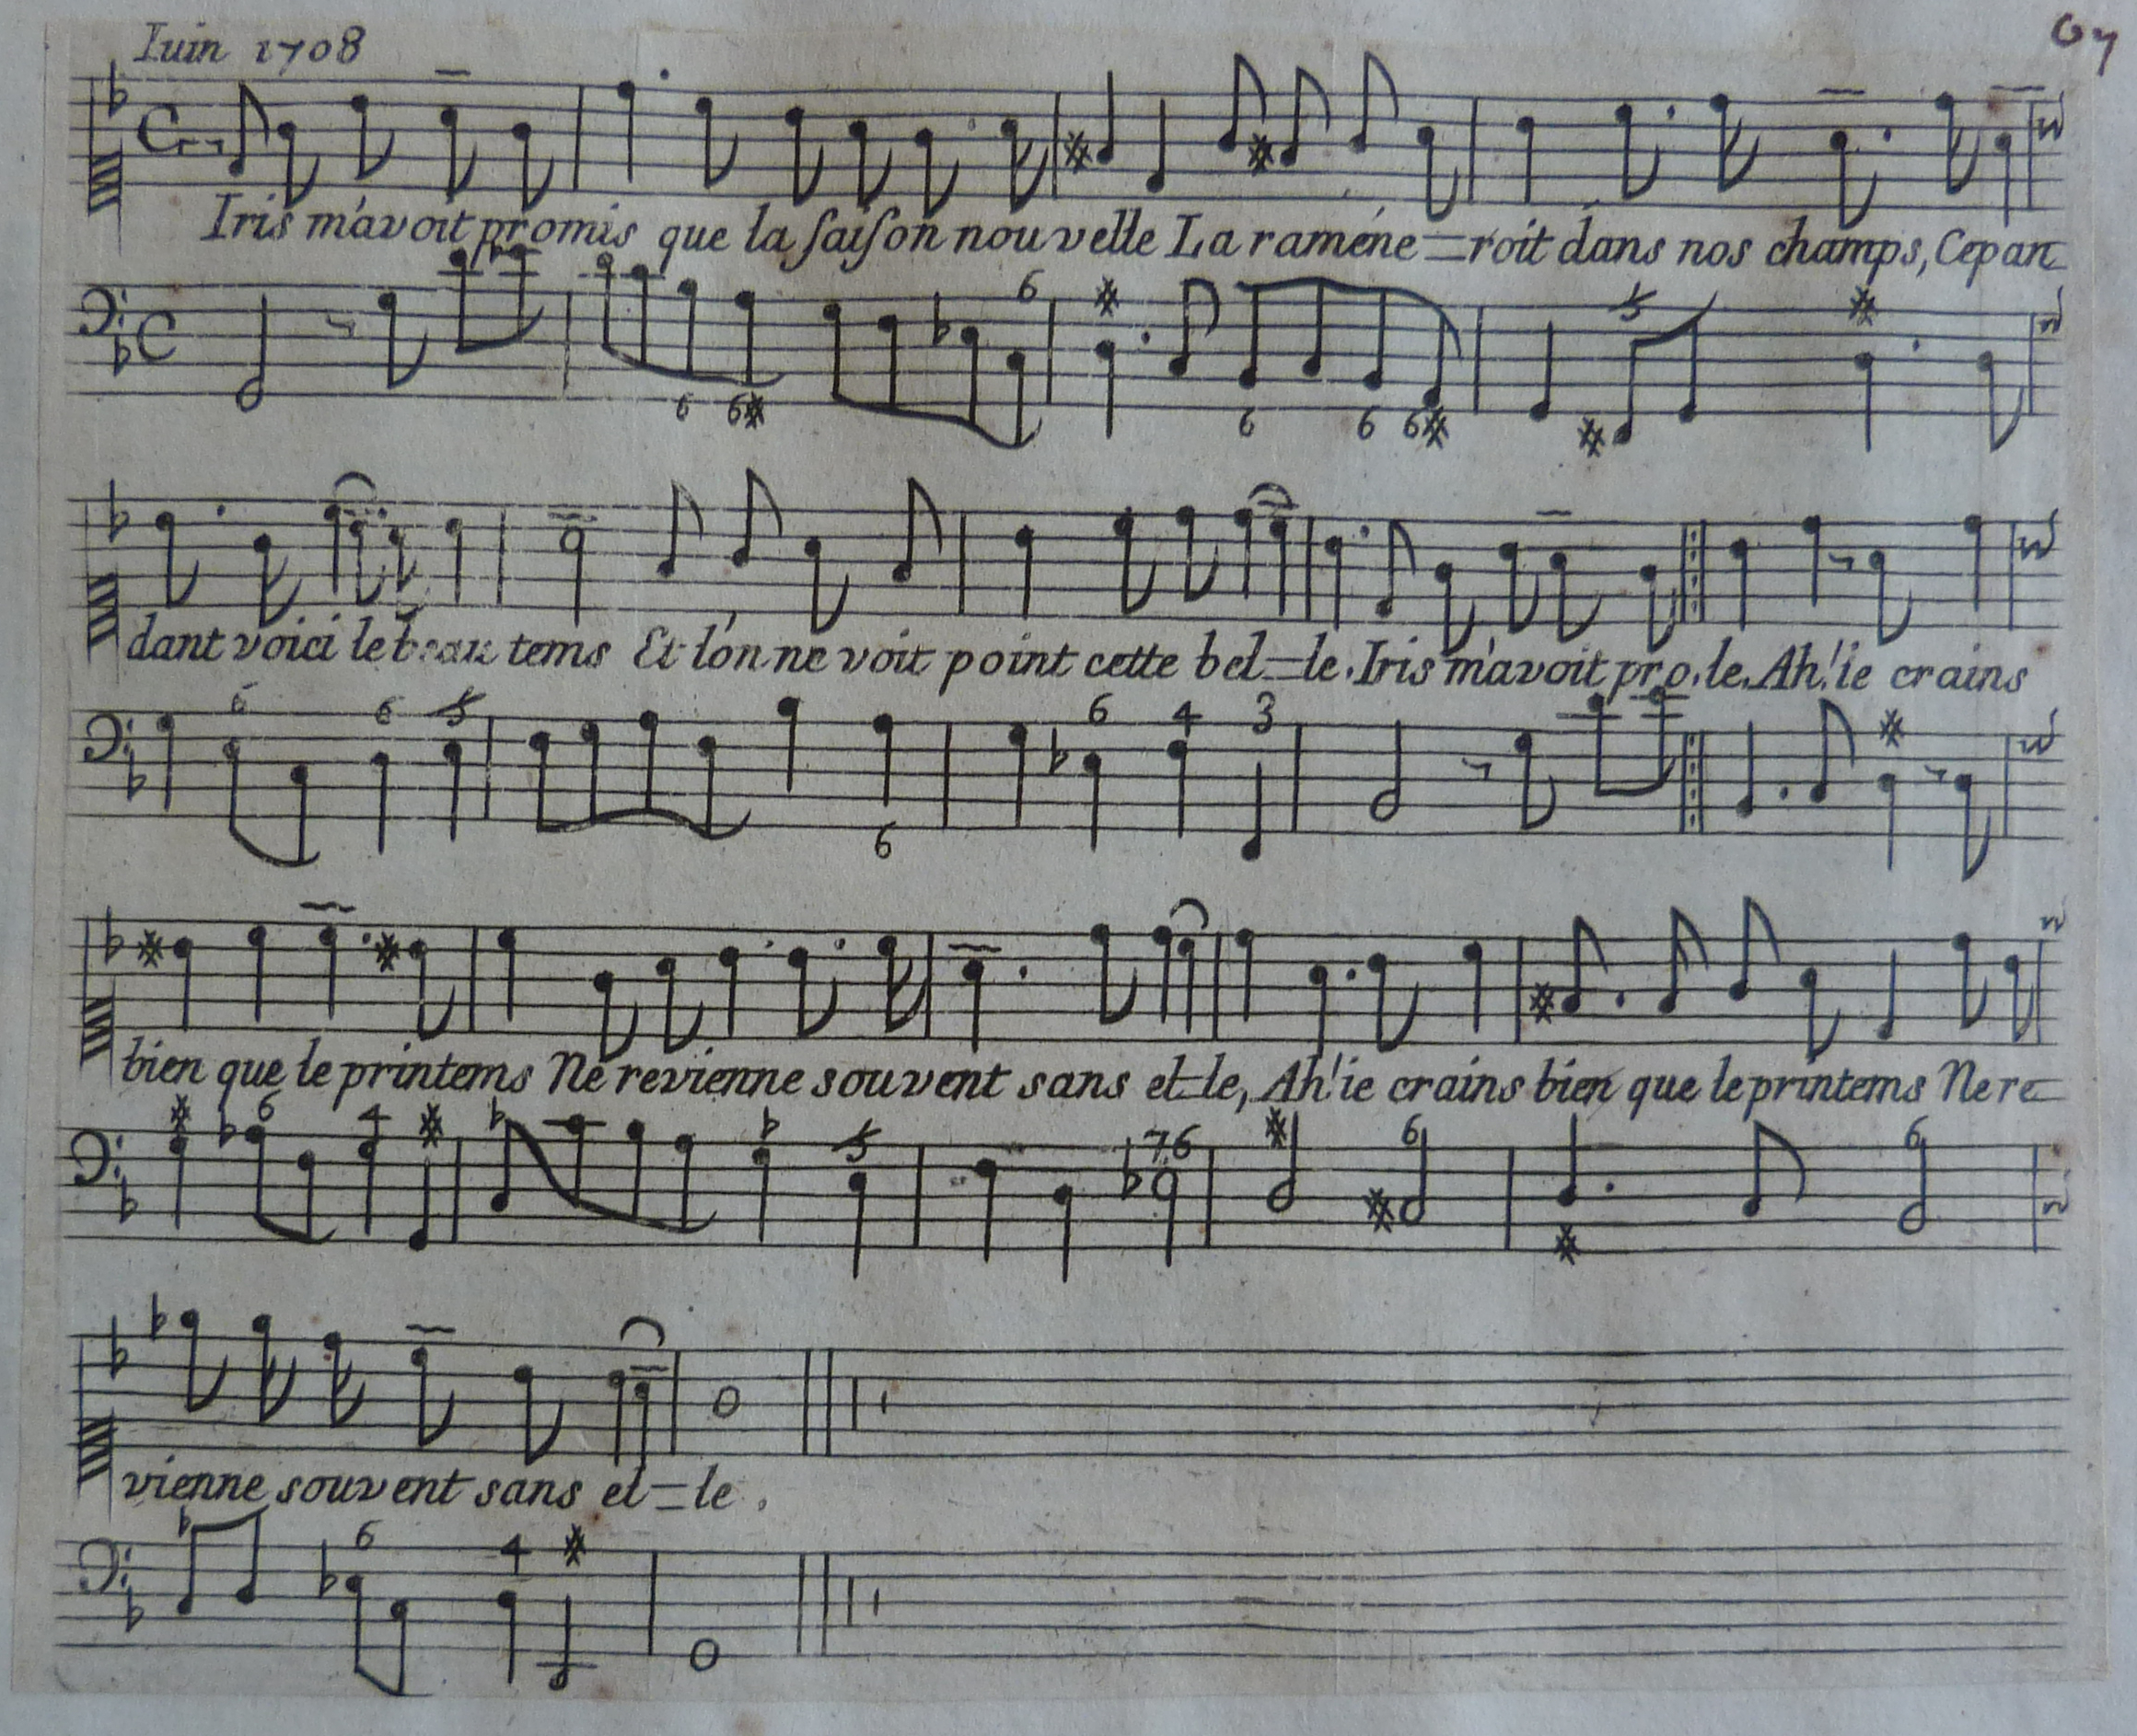 Iuin 1708
67
Iris m'avoit promis que la saison nouvelle La raméne=roit dans nos champs, Cepan
6
6 6# 6 6 6#
5
dant voici le beau tems Et l'on ne voit point cette bel=le. Iris m'avoit pro. le. Ah! ie crains
6 6 5 6 4 3
6
bien que le printems Ne revienne souvent sans el=le, Ah! ie crains bien que le printems Ne re=
6 4 5 76 6 6
vienne souvent sans el=le.
6 4